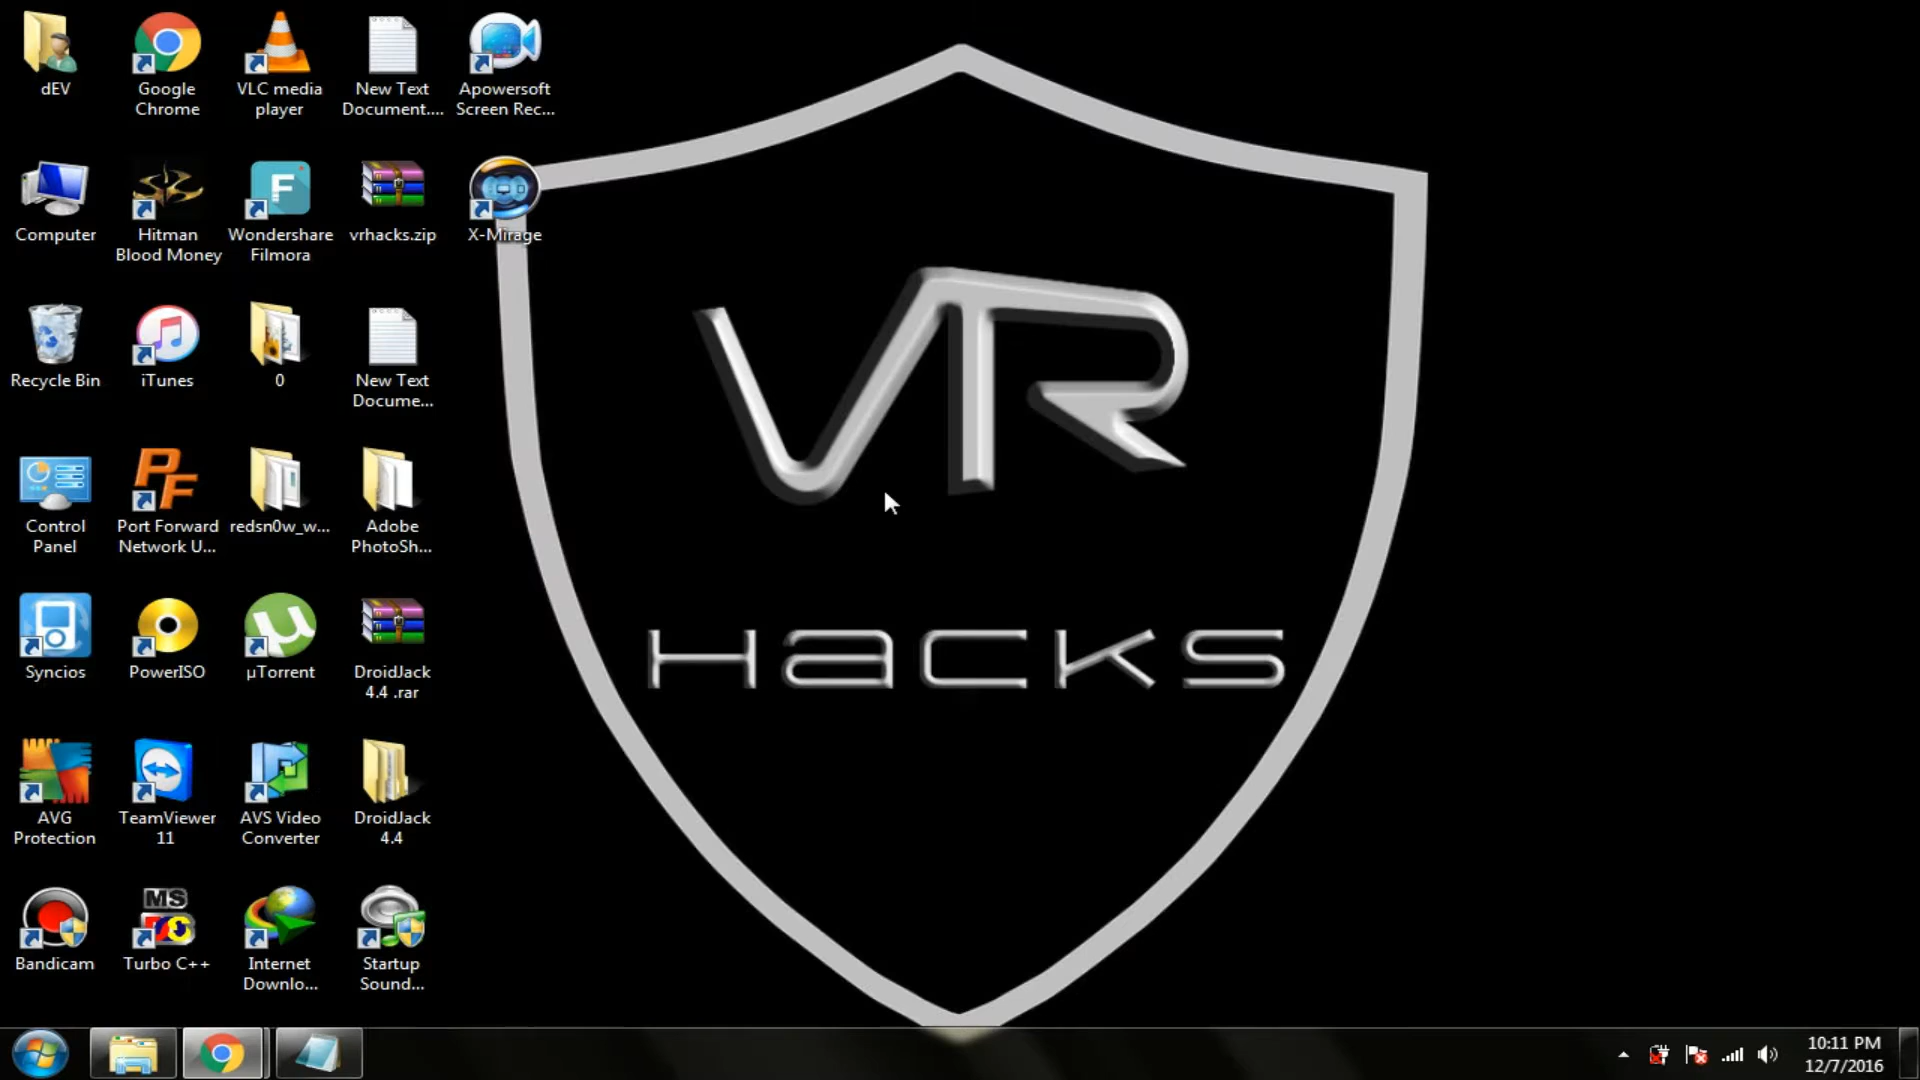 dEV
Google
Chrome
VLC media
player
New Text
Document....
Apowersoft
Screen Rec...
Computer
Hitman
Blood Money
Wondershare
Filmora
F
vrhacks.zip
X-Mirage
Recycle Bin
iTunes
0
New Text
Docume...
Control
Panel
PF
Port Forward
Network U...
redsn0w_w...
Adobe
PhotoSh...
Syncios
PowerISO
µ
µTorrent
DroidJack
4.4 .rar
AVG
Protection
TeamViewer
11
AVS Video
Converter
DroidJack
4.4
Bandicam
MS
DOS
Turbo C++
Internet
Downlo...
Startup
Sound...
VR
HacKS
10:11 PM
12/7/2016